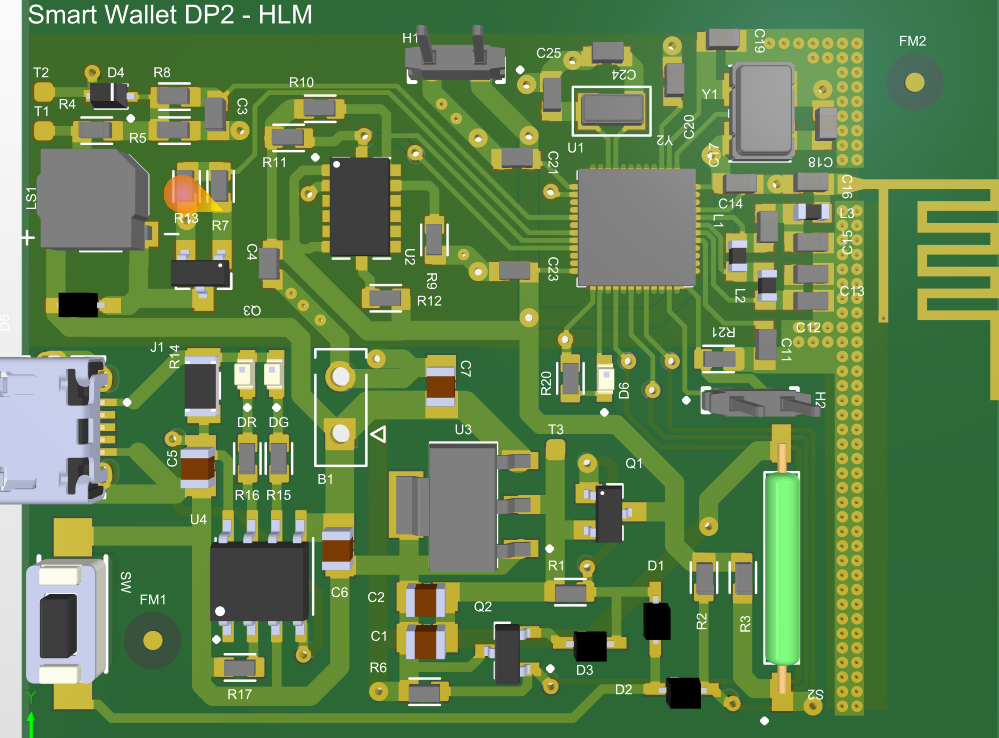 Smart Wallet DP2 - HLM
H1
C19
FM2
C25
C24
T2
D4
R8
R10
Y1
R4
C3
T1
R5
R11
U1
Y2
C20
C17
C18
C21
LS1
R13
R7
C14
C16
L1
L3
C15
C4
U2
R9
C23
L2
C13
R12
Q3
C12
D5
R21
C11
J1
R14
C7
R20
D6
H2
DR
DG
U3
T3
C5
B1
Q1
R16
R15
U4
SW
FM1
C6
R1
D1
C2
Q2
R2
R3
C1
D3
R6
R17
D2
S2
Y